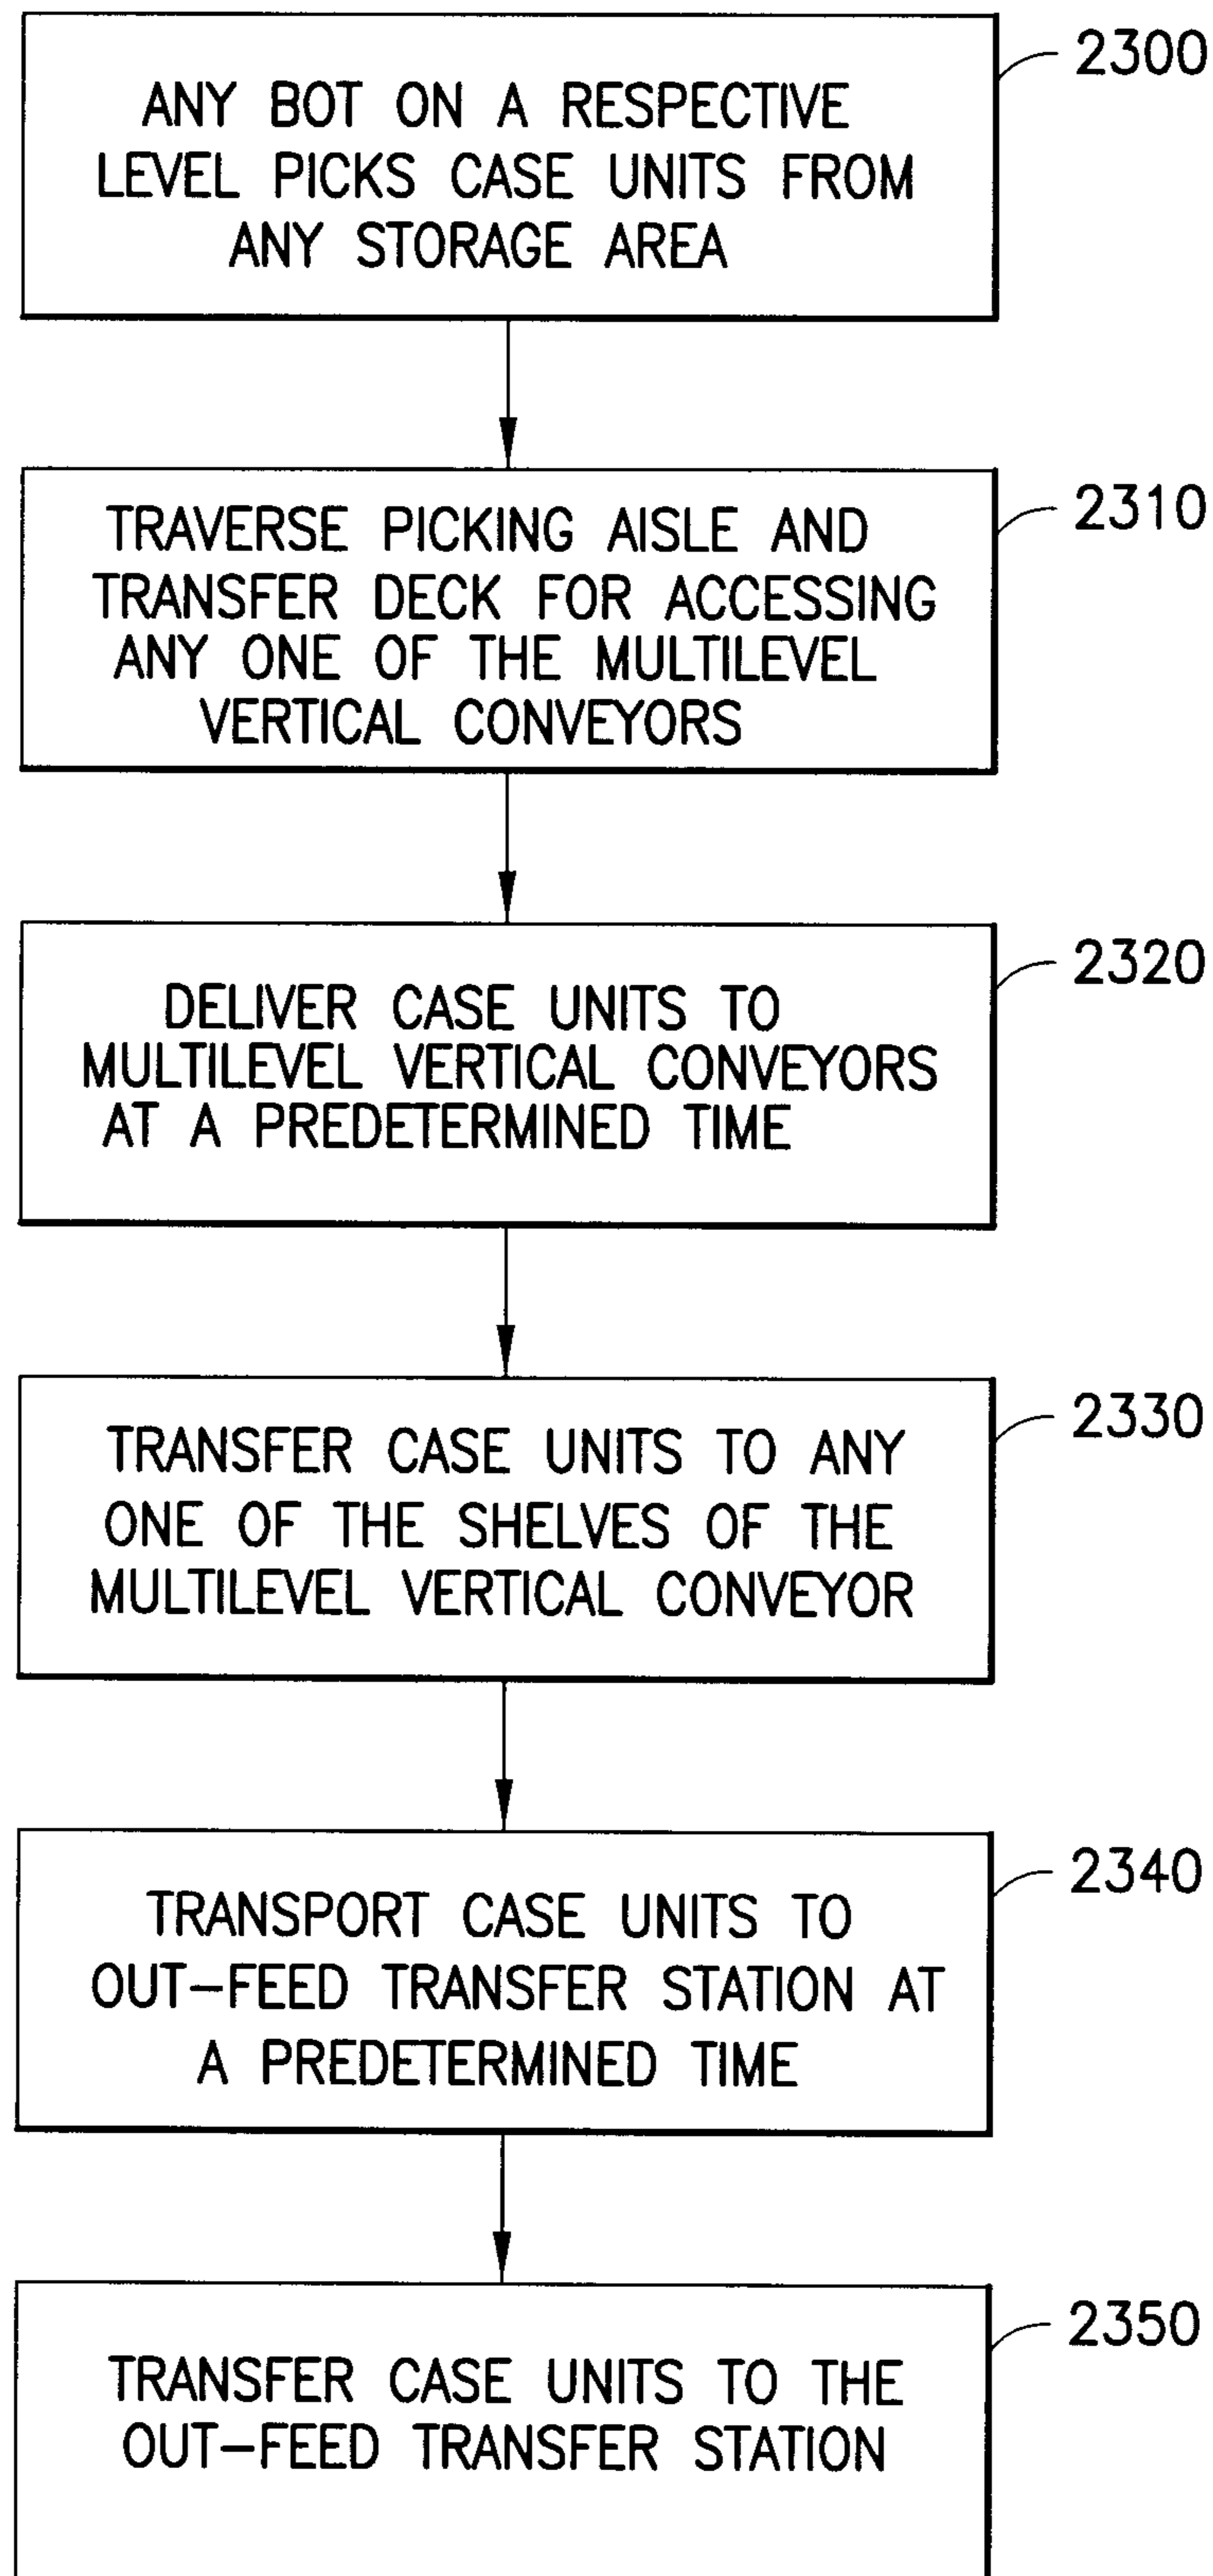 ANY BOT ON A RESPECTIVE
LEVEL PICKS CASE UNITS FROM
ANY STORAGE AREA
2300
TRAVERSE PICKING AISLE AND
TRANSFER DECK FOR ACCESSING
ANY ONE OF THE MULTILEVEL
VERTICAL CONVEYORS
2310
DELIVER CASE UNITS TO
MULTILEVEL VERTICAL CONVEYORS
AT A PREDETERMINED TIME
2320
TRANSFER CASE UNITS TO ANY
ONE OF THE SHELVES OF THE
MULTILEVEL VERTICAL CONVEYOR
2330
TRANSPORT CASE UNITS TO
OUT-FEED TRANSFER STATION AT
A PREDETERMINED TIME
2340
TRANSFER CASE UNITS TO THE
OUT-FEED TRANSFER STATION
2350